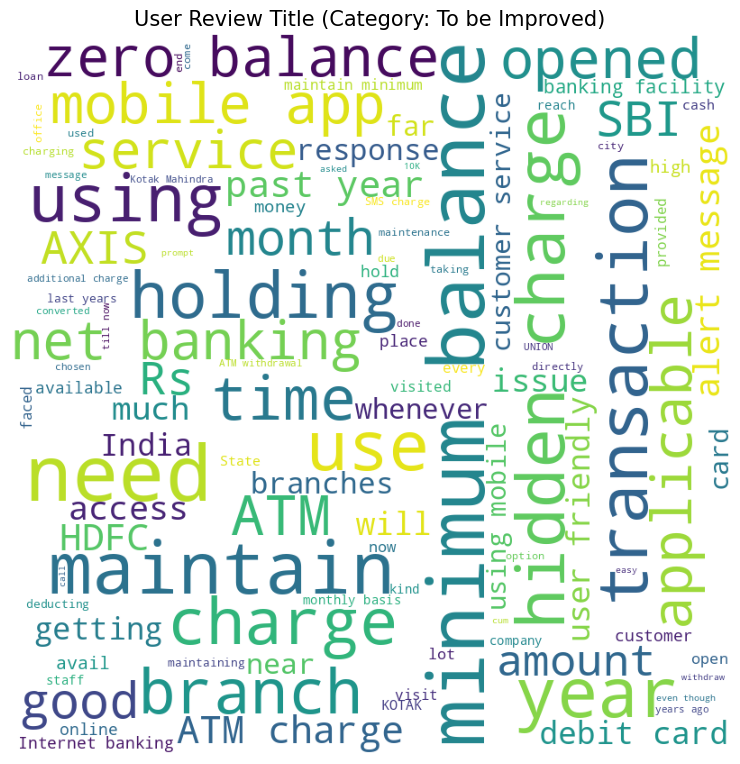 User Review Title (Category: To be Improved)
zero balance
opened
loan
end
come
mobile app
maintain minimum
banking facility
office
used
far
reach
cash
SBI
charging
service
response
customer service
city
message
Kotak Mahindra
asked
10K
past year
SMS charge
high
using
money
regarding
AXIS
prompt
month
maintenance
minimum balance
hidden charge
transaction
provided
alert message
additional charge
due
hold
taking
last years
holding
converted
till now
done
place
UNION
applicable
net banking
ATM withdrawal
every
directly
chosen
Rs
available
visited
issue
faced
much
time
whenever
user friendly
India
use
State
need
branches
using mobile
card
access
ATM
will
HDFC
now
option
easy
maintain
call
kind
deducting
monthly basis
cum
getting
charge
company
customer
avail
maintaining
near
lot
amount
open
staff
withdraw
good
branch
visit
KOTAK
year
even though
years ago
online
ATM charge
debit card
Internet banking